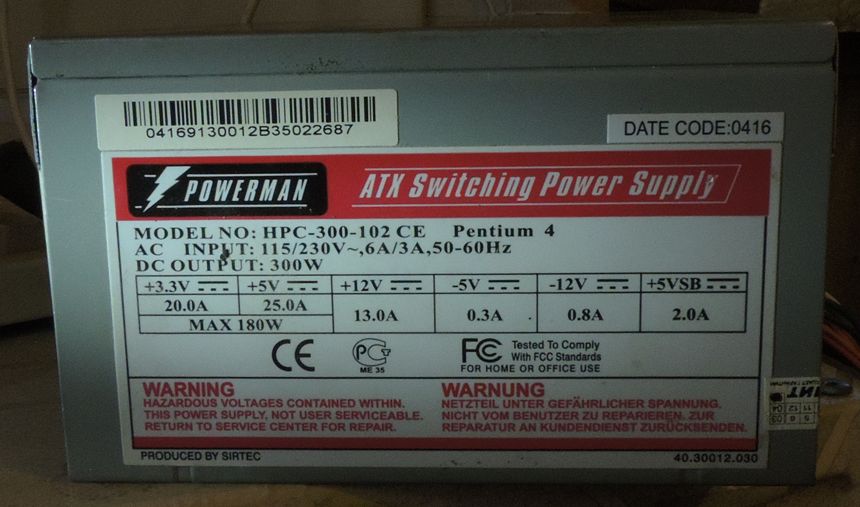 04169130012B35022687
DATE CODE:0416
POWERMAN
ATX Switching Power Supply
MODEL NO: HPC-300-102 CE Pentium 4
AC INPUT: 115/230V~,6A/3A,50-60Hz
DC OUTPUT: 300W
+3.3V +5V +12V -5V -12V +5VSB
20.0A 25.0A 13.0A 0.3A 0.8A 2.0A
MAX 180W
CE
PG
ME 35
FC
Tested To Comply
With FCC Standards
FOR HOME OR OFFICE USE
WARNING
HAZARDOUS VOLTAGES CONTAINED WITHIN.
THIS POWER SUPPLY, NOT USER SERVICEABLE.
RETURN TO SERVICE CENTER FOR REPAIR.
WARNUNG
NETZTEIL UNTER GEFÄHRLICHER SPANNUNG.
NICHT VOM BENUTZER ZU REPARIEREN. ZUR
REPARATUR AN KUNDENDIENST ZURÜCKSENDEN.
PRODUCED BY SIRTEC
40.30012.030